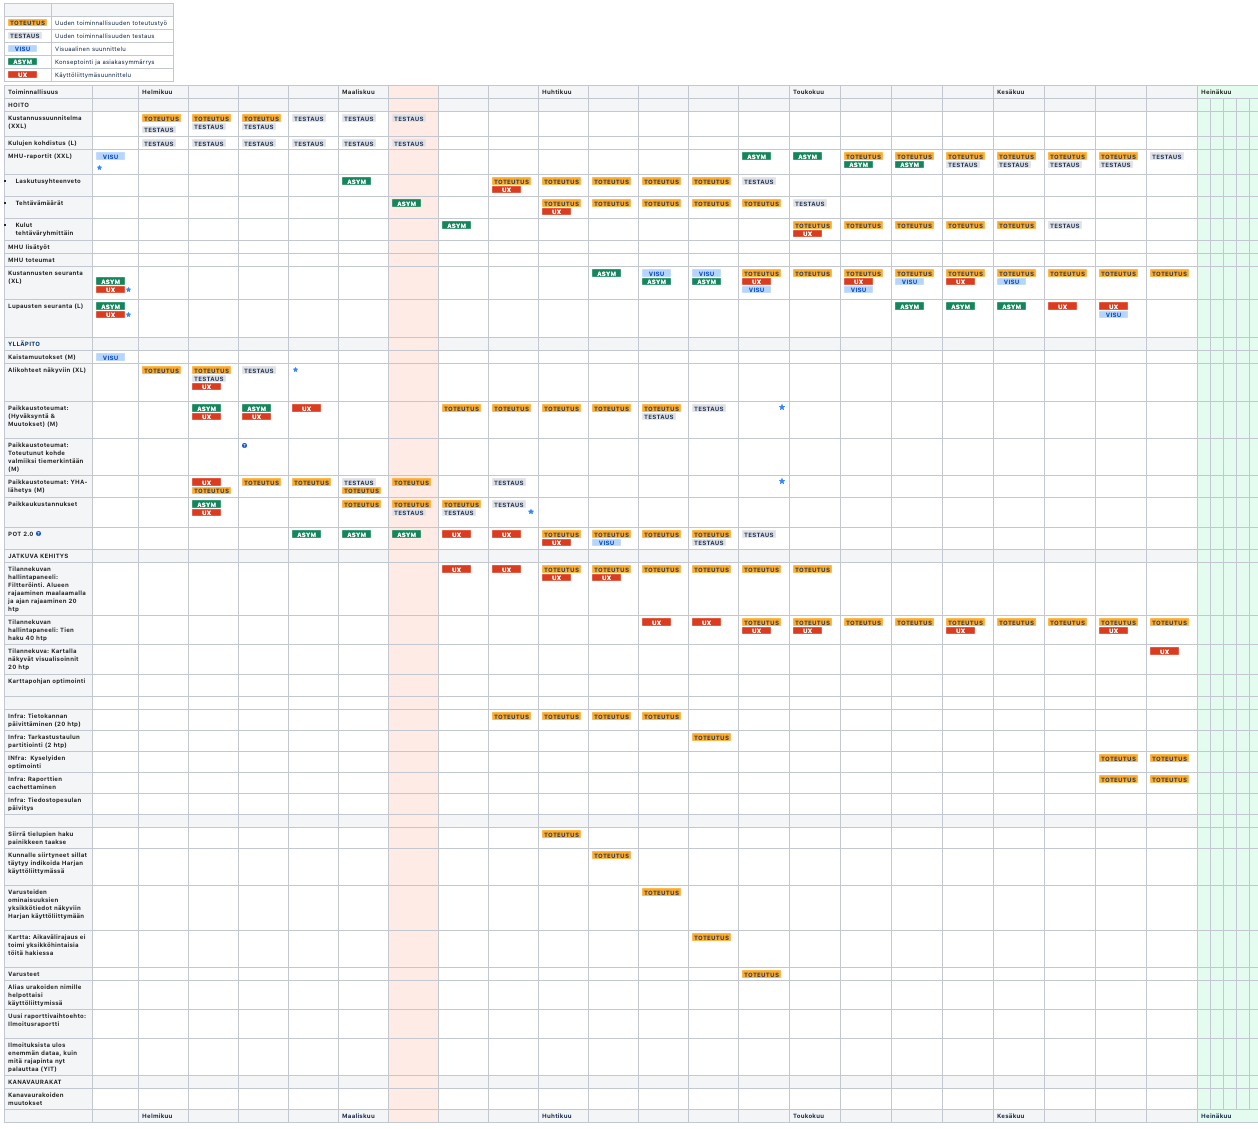 TOTEUTUS Uuden toiminnallisuuden toteutustyö
TESTAUS Uuden toiminnallisuuden testaus
VISU Visuaalinen suunnittelu
ASYM Konseptointi ja asiakasymmärrys
UX Käyttöliittymäsuunnittelu
Toiminnallisuus Helmikuu Maaliskuu Huhtikuu Toukokuu Kesäkuu Heinäkuu
HOITO
Kustannussuunnitelma TOTEUTUS TOTEUTUS TOTEUTUS TESTAUS TESTAUS TESTAUS
(XXL) TESTAUS TESTAUS TESTAUS
Kulujen kohdistus (L) TESTAUS TESTAUS TESTAUS TESTAUS TESTAUS TESTAUS
MHU-raportit (XXL) VISU ASYM ASYM TOTEUTUS TOTEUTUS TOTEUTUS TOTEUTUS TOTEUTUS TOTEUTUS TESTAUS
ASYM ASYM TESTAUS TESTAUS TESTAUS TESTAUS
Laskutusyhteenveto ASYM TOTEUTUS TOTEUTUS TOTEUTUS TOTEUTUS TOTEUTUS TESTAUS
UX
Tehtävämäärät ASYM TOTEUTUS TOTEUTUS TOTEUTUS TOTEUTUS TOTEUTUS TESTAUS
UX
Kulut ASYM TOTEUTUS TOTEUTUS TOTEUTUS TOTEUTUS TOTEUTUS TESTAUS
tehtäväryhmittäin UX
MHU lisätyöt
MHU toteumat
Kustannusten seuranta ASYM VISU VISU TOTEUTUS TOTEUTUS TOTEUTUS TOTEUTUS TOTEUTUS TOTEUTUS TOTEUTUS TOTEUTUS TOTEUTUS
(XL) ASYM ASYM ASYM UX UX VISU UX VISU
UX VISU VISU
Lupausten seuranta (L) ASYM ASYM ASYM ASYM UX UX
UX VISU
YLLÄPITO
Kaistamuutokset (M) VISU
Alikohteet näkyviin (XL) TOTEUTUS TOTEUTUS TESTAUS
TESTAUS
UX
Paikkaustoteumat: ASYM ASYM UX TOTEUTUS TOTEUTUS TOTEUTUS TOTEUTUS TOTEUTUS TESTAUS
(Hyväksyntä & UX UX TESTAUS
Muutokset) (M)
Paikkaustoteumat:
Toteutunut kohde
valmiiksi tiemerkintään
(M)
Paikkaustoteumat: YHA- UX TOTEUTUS TOTEUTUS TESTAUS TOTEUTUS TESTAUS
lähetys (M) TOTEUTUS TOTEUTUS
Paikkaukustannukset ASYM TOTEUTUS TOTEUTUS TOTEUTUS TESTAUS
UX TESTAUS TESTAUS
POT 2.0 ASYM ASYM ASYM UX UX TOTEUTUS TOTEUTUS TOTEUTUS TOTEUTUS TESTAUS
UX VISU TESTAUS
JATKUVA KEHITYS
Tilannekuvan UX UX TOTEUTUS TOTEUTUS TOTEUTUS TOTEUTUS TOTEUTUS TOTEUTUS
hallintapaneeli: UX UX
Filtteröinti. Alueen
rajaaminen maalaamalla
ja ajan rajaaminen 20
htp
Tilannekuvan UX UX TOTEUTUS TOTEUTUS TOTEUTUS TOTEUTUS TOTEUTUS TOTEUTUS TOTEUTUS TOTEUTUS TOTEUTUS
hallintapaneeli: Tien UX UX UX UX
haku 40 htp
Tilannekuva: Kartalla UX
näkyvät visualisoinnit
20 htp
Karttapohjan optimointi
Infra: Tietokannan TOTEUTUS TOTEUTUS TOTEUTUS TOTEUTUS
päivittäminen (20 htp)
Infra: Tarkastustaulun TOTEUTUS
partitiointi (2 htp)
INfra: Kyselyiden TOTEUTUS TOTEUTUS
optimointi
Infra: Raporttien TOTEUTUS TOTEUTUS
cachettaminen
Infra: Tiedostopesulan
päivitys
Siirrä tielupien haku TOTEUTUS
painikkeen taakse
Kunnalle siirtyneet sillat TOTEUTUS
täytyy indikoida Harjan
käyttöliittymässä
Varusteiden TOTEUTUS
ominaisuuksien
yksikkötiedot näkyviin
Harjan käyttöliittymään
Kartta: Aikavälirajaus ei TOTEUTUS
toimi yksikköhintaisia
töitä hakiessa
Varusteet TOTEUTUS
Alias urakoiden nimille
helpottaisi
käyttöliittymissä
Uusi raporttivaihtoehto:
Ilmoitusraportti
Ilmoituksista ulos
enemmän dataa, kuin
mitä rajapinta nyt
palauttaa (YIT)
KANAVAURAKAT
Kanavaurakoiden
muutokset
Helmikuu Maaliskuu Huhtikuu Toukokuu Kesäkuu Heinäkuu